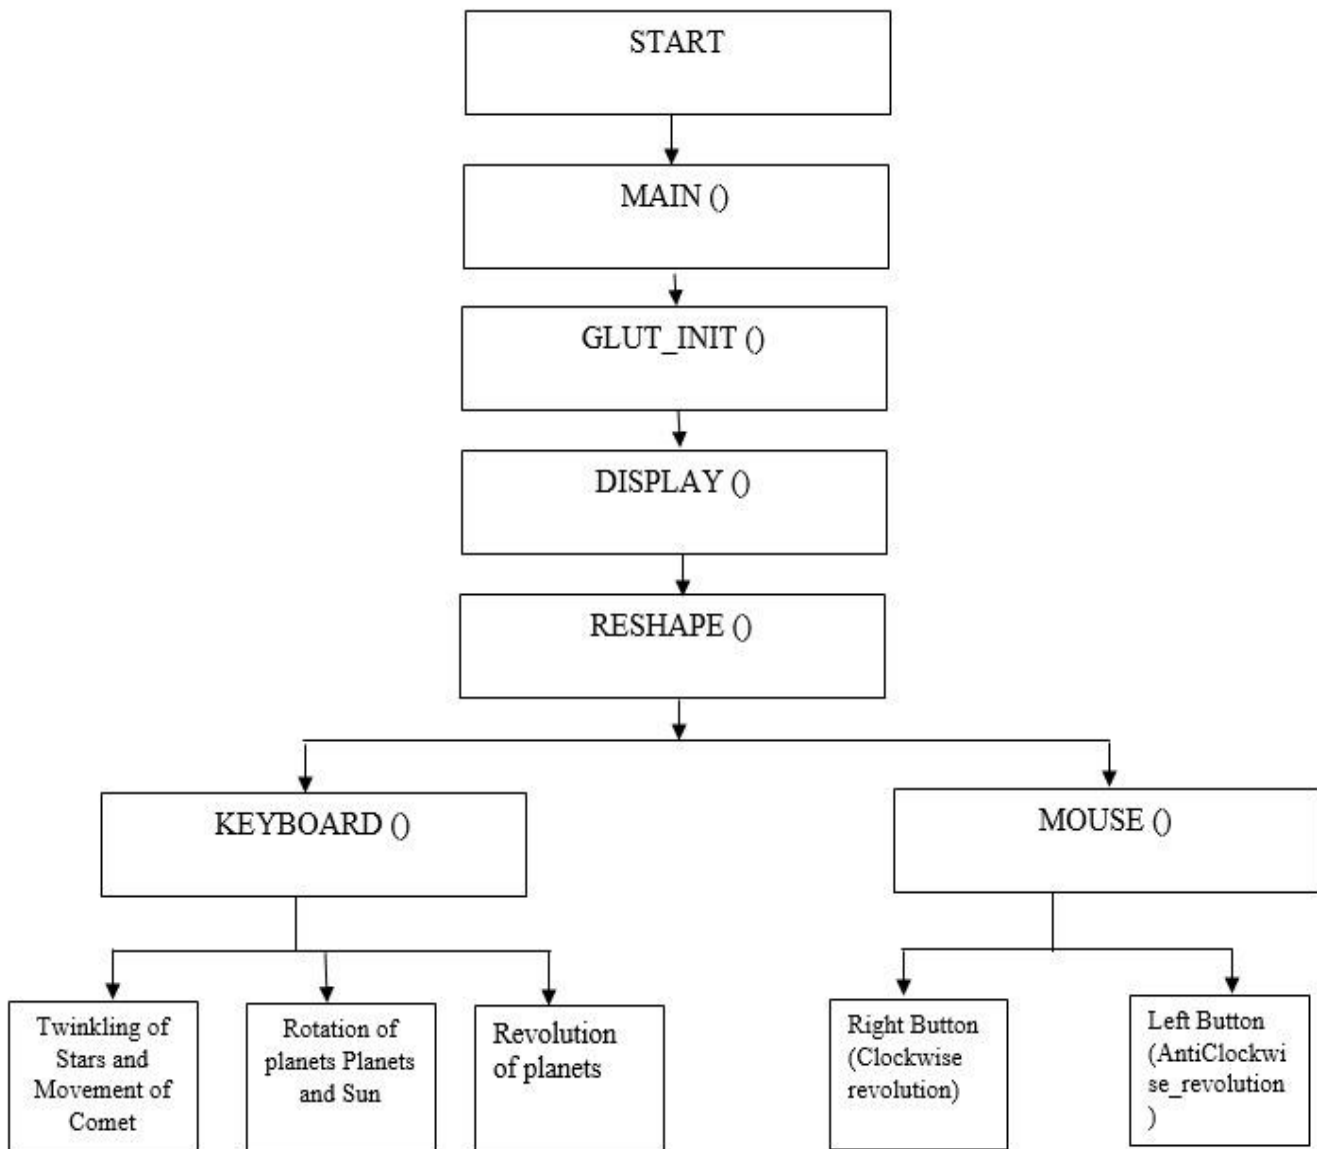 START
MAIN ()
GLUT_INIT ()
DISPLAY ()
RESHAPE ()
KEYBOARD ()
MOUSE ()
Twinkling of
Stars and
Movement of
Comet
Rotation of
planets Planets
and Sun
Revolution
of planets
Right Button
(Clockwise
revolution)
Left Button
(AntiClockwi
se_revolution
)